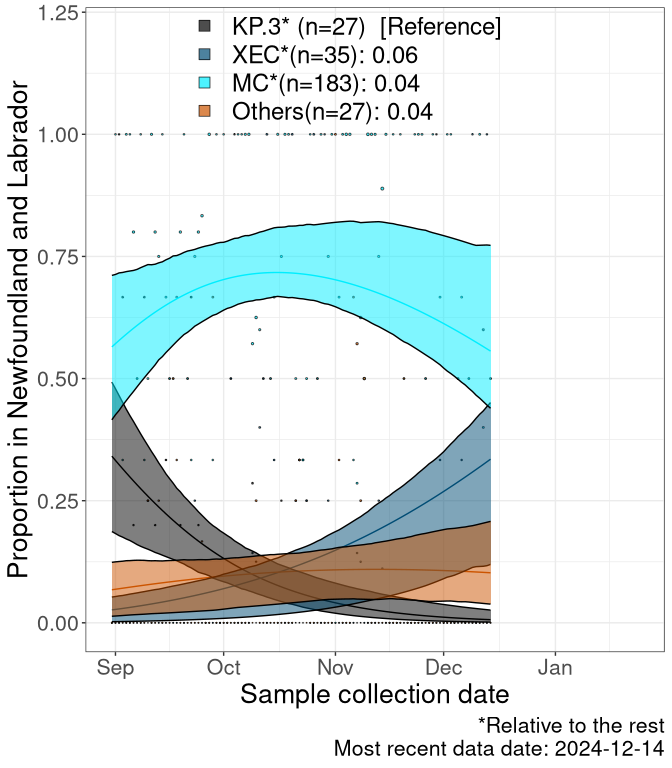 KP.3* (n=27)  [Reference]
XEC*(n=35): 0.06
MC*(n=183): 0.04
Others(n=27): 0.04
Proportion in Newfoundland and Labrador
1.25
1.00
0.75
0.50
0.25
0.00
Sep Oct Nov Dec Jan
Sample collection date
*Relative to the rest
Most recent data date: 2024-12-14